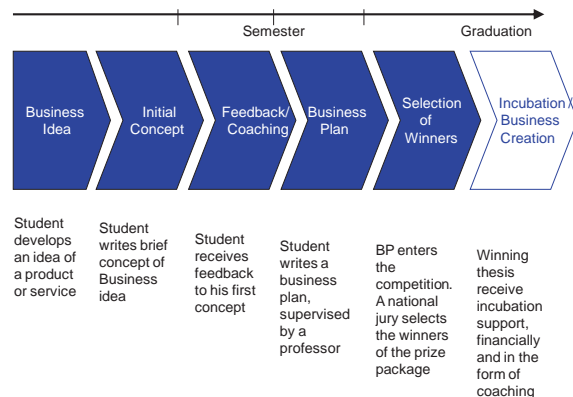 Semester
Graduation
Business
Idea
Initial
Concept
Feedback/
Coaching
Business
Plan
Selection
of
Winners
Incubation/
Business
Creation
Student
develops
an idea of
a product
or service
Student
writes brief
concept of
Business
idea
Student
receives
feedback
to his first
concept
Student
writes a
business
plan,
supervised
by a
professor
BP enters
the
competition.
A national
jury selects
the winners
of the prize
package
Winning
thesis
receive
incubation
support,
financially
and in the
form of
coaching